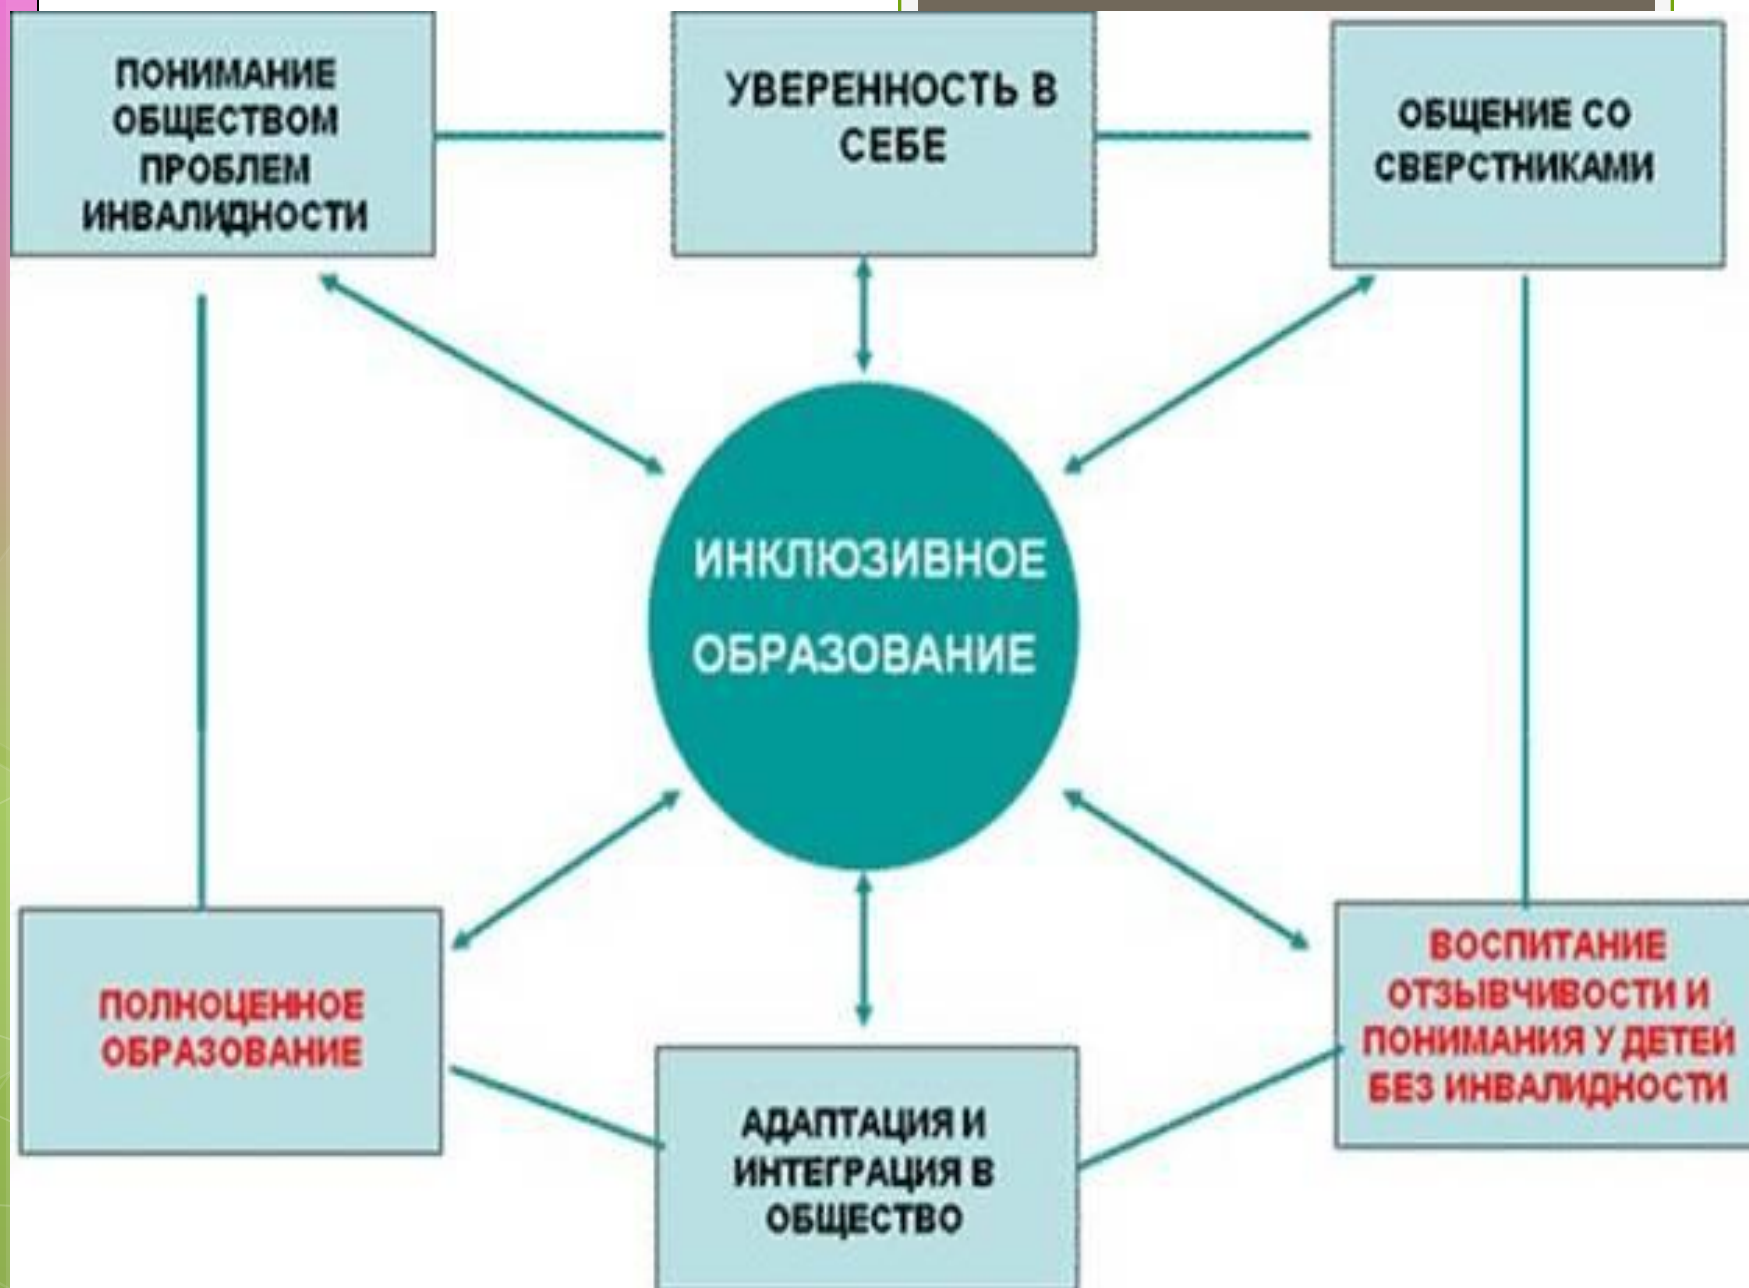 ПОНИМАНИЕ
ОБЩЕСТВОМ
ПРОБЛЕМ
ИНВАЛИДНОСТИ
УВЕРЕННОСТЬ В
СЕБЕ
ОБЩЕНИЕ СО
СВЕРСТНИКАМИ
ИНКЛЮЗИВНОЕ
ОБРАЗОВАНИЕ
ПОЛНОЦЕННОЕ
ОБРАЗОВАНИЕ
АДАПТАЦИЯ И
ИНТЕГРАЦИЯ В
ОБЩЕСТВО
ВОСПИТАНИЕ
ОТЗЫВЧИВОСТИ И
ПОНИМАНИЯ У ДЕТЕЙ
БЕЗ ИНВАЛИДНОСТИ